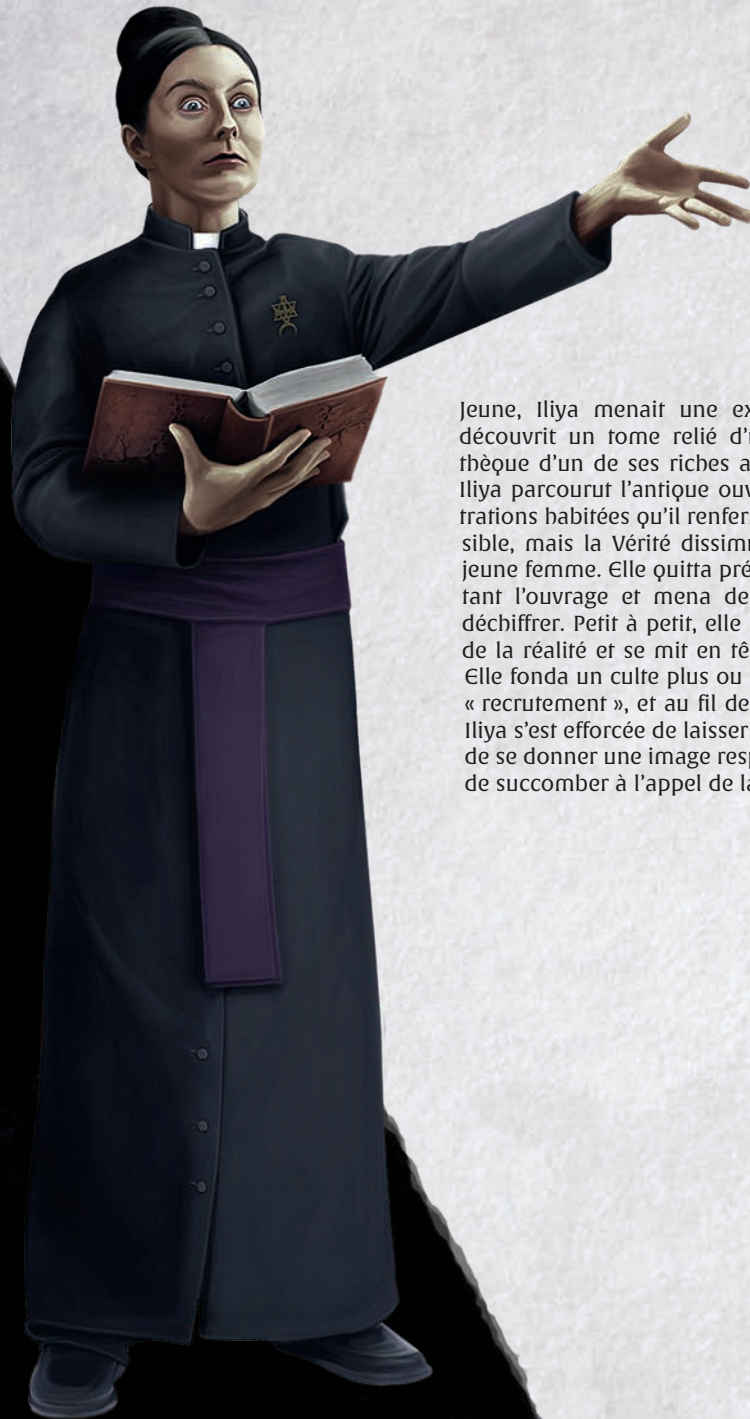 Jeune, Iliya menait une ex
découvrit un tome relié d'
thèque d'un de ses riches a
Iliya parcourut l'antique ouv
trations habitées qu'il renfer
sible, mais la Vérité dissim
jeune femme. Elle quitta pré
tant l'ouvrage et mena de
déchiffrer. Petit à petit, elle
de la réalité et se mit en tê
Elle fonda un culte plus ou
« recrutement », et au fil de
Iliya s'est efforcée de laisser
de se donner une image resp
de succomber à l'appel de la